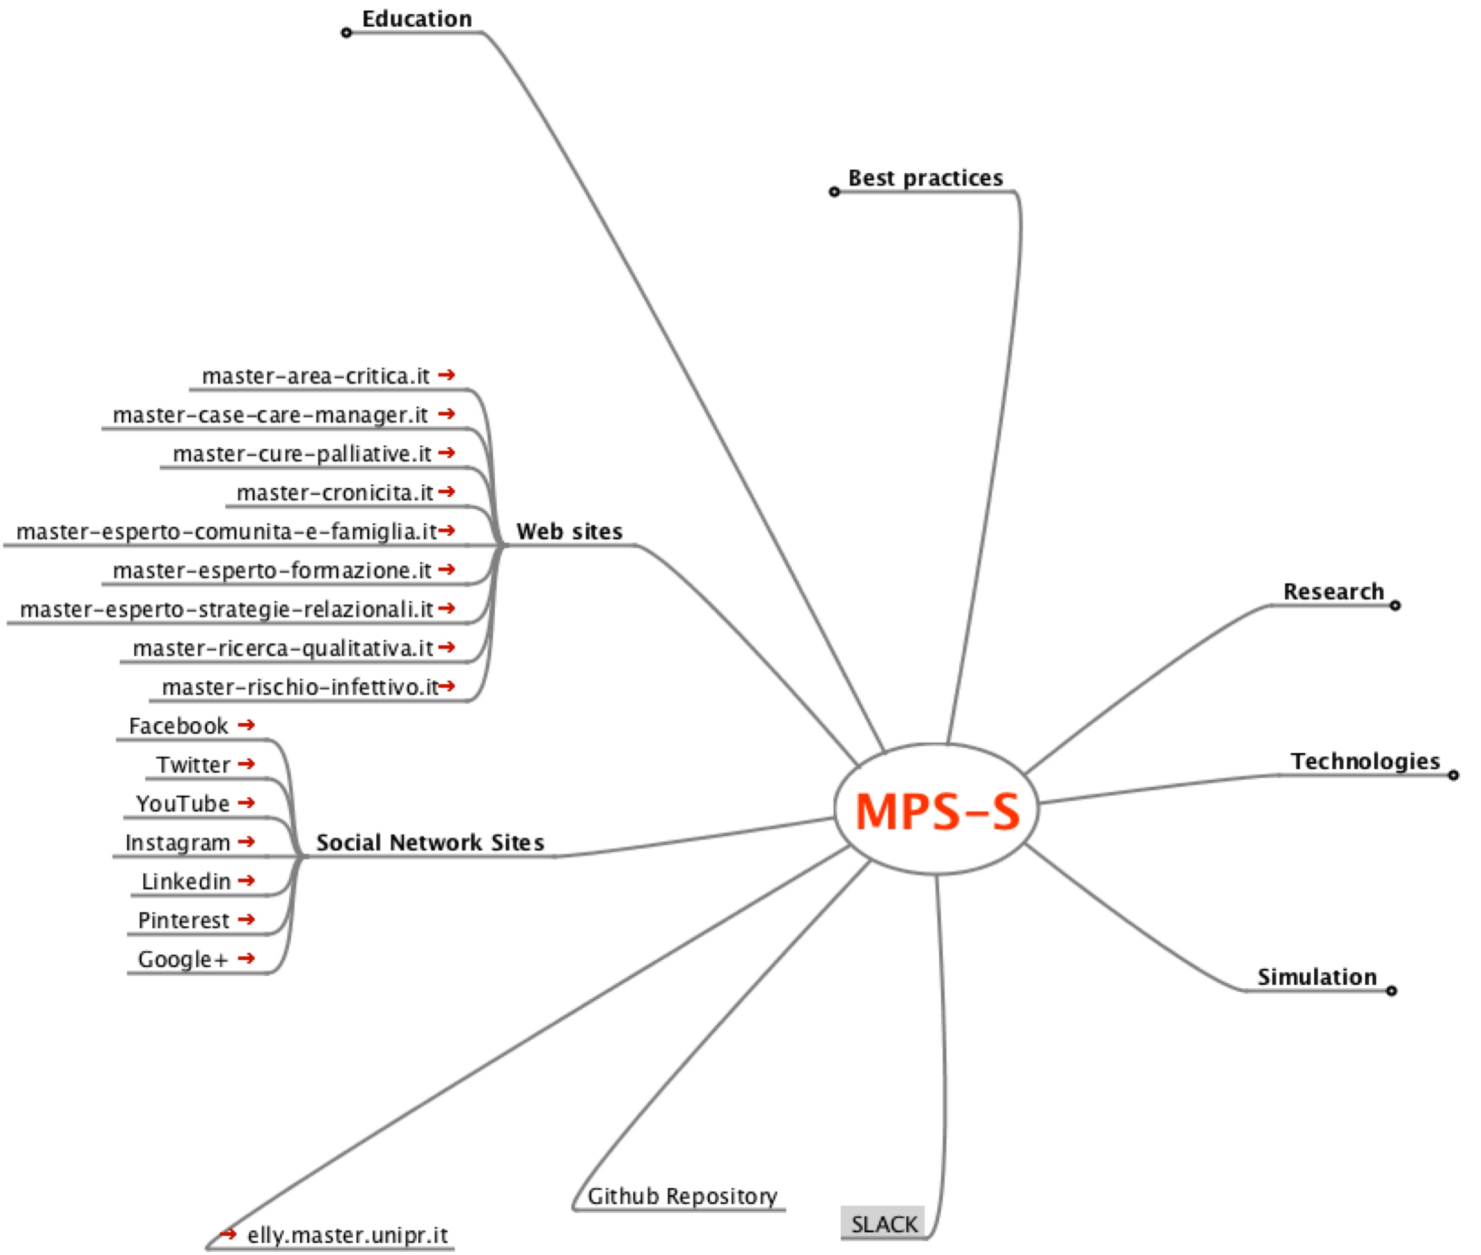 Education
Best practices
master-area-critica.it
master-case-care-manager.it
master-cure-palliative.it
master-cronicita.it
master-esperto-comunita-e-famiglia.it
master-esperto-formazione.it
master-esperto-strategie-relazionali.it
master-ricerca-qualitativa.it
master-rischio-infettivo.it
Web sites
Research
Technologies
MPS-S
Facebook
Twitter
YouTube
Instagram
Linkedin
Pinterest
Google+
Social Network Sites
Simulation
Github Repository
SLACK
elly.master.unipr.it